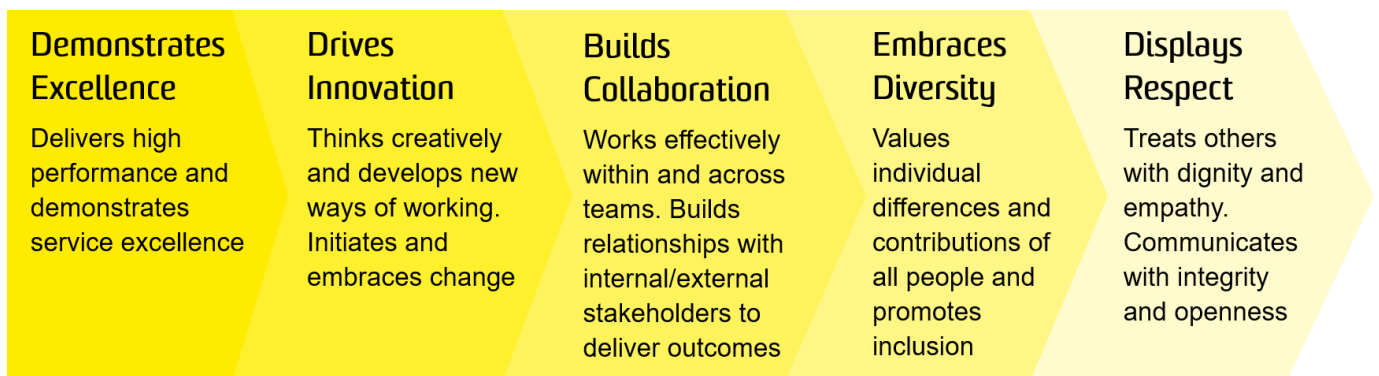 Demonstrates
Excellence
Delivers high
performance and
demonstrates
service excellence
Drives
Innovation
Thinks creatively
and develops new
ways of working.
Initiates and
embraces change
Builds
Collaboration
Works effectively
within and across
teams. Builds
relationships with
internal/external
stakeholders to
deliver outcomes
Embraces
Diversity
Values
individual
differences and
contributions of
all people and
promotes
inclusion
Displays
Respect
Treats others
with dignity and
empathy.
Communicates
with integrity
and openness